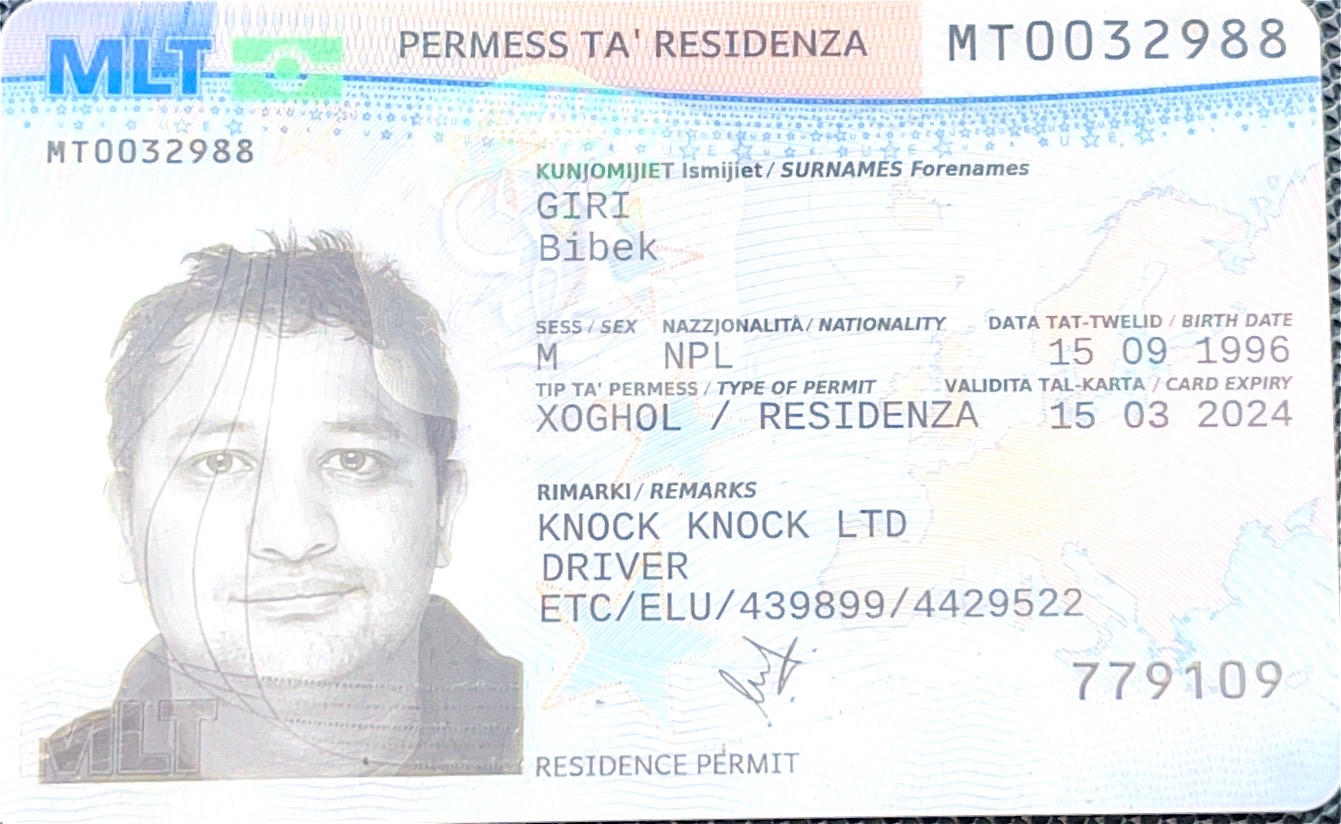 MLT
PERMESS TA' RESIDENZA
MT0032988
MT0032988
KUNJOMIJIET Ismijiet / SURNAMES Forenames
GIRI
Bibek
SESS / SEX NAZZJONALITÀ / NATIONALITY DATA TAT-TWELID / BIRTH DATE
M NPL 15 09 1996
TIP TA' PERMESS / TYPE OF PERMIT VALIDITÀ TAL-KARTA / CARD EXPIRY
XOGHOL / RESIDENZA 15 03 2024
RIMARKI / REMARKS
KNOCK KNOCK LTD
DRIVER
ETC/ELU/439899/4429522
779109
MLT
RESIDENCE PERMIT